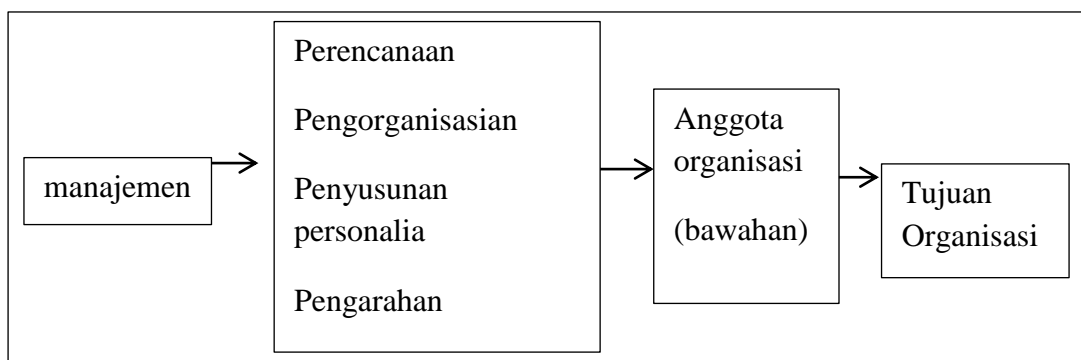 manajemen
Perencanaan
Pengorganisasian
Penyusunan
personalia
Pengarahan
Anggota
organisasi
(bawahan)
Tujuan
Organisasi